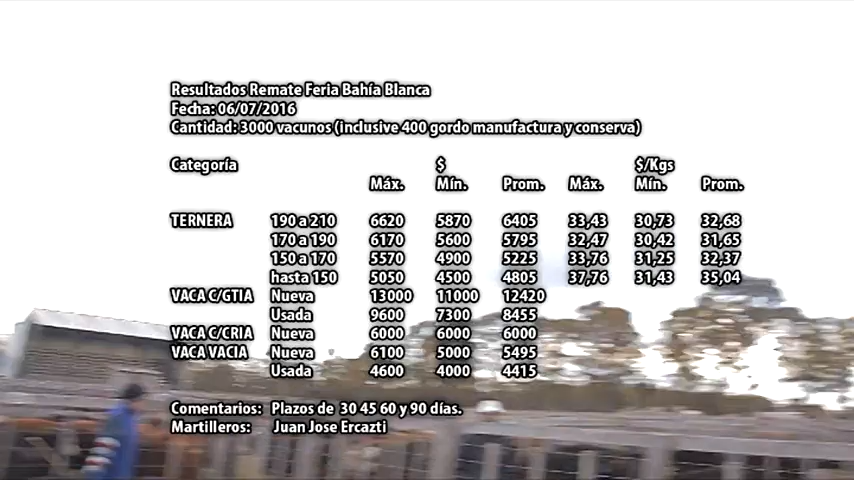 Resultados Remate Feria Bahía Blanca
Fecha: 06/07/2016
Cantidad: 3000 vacunos (inclusive 400 gordo manufactura y conserva)
Categoría $ $/Kgs
Máx. Mín. Prom. Máx. Mín. Prom.
TERNERA 190 a 210 6620 5870 6405 33,43 30,73 32,68
170 a 190 6170 5600 5795 32,47 30,42 31,65
150 a 170 5570 4900 5225 33,76 31,25 32,37
hasta 150 5050 4500 4805 37,76 31,43 35,04
VACA C/GTIA Nueva 13000 11000 12420
Usada 9600 7300 8455
VACA C/CRIA Nueva 6000 6000 6000
VACA VACIA Nueva 6100 5000 5495
Usada 4600 4000 4415
Comentarios: Plazos de 30 45 60 y 90 días.
Martilleros: Juan Jose Ercazti